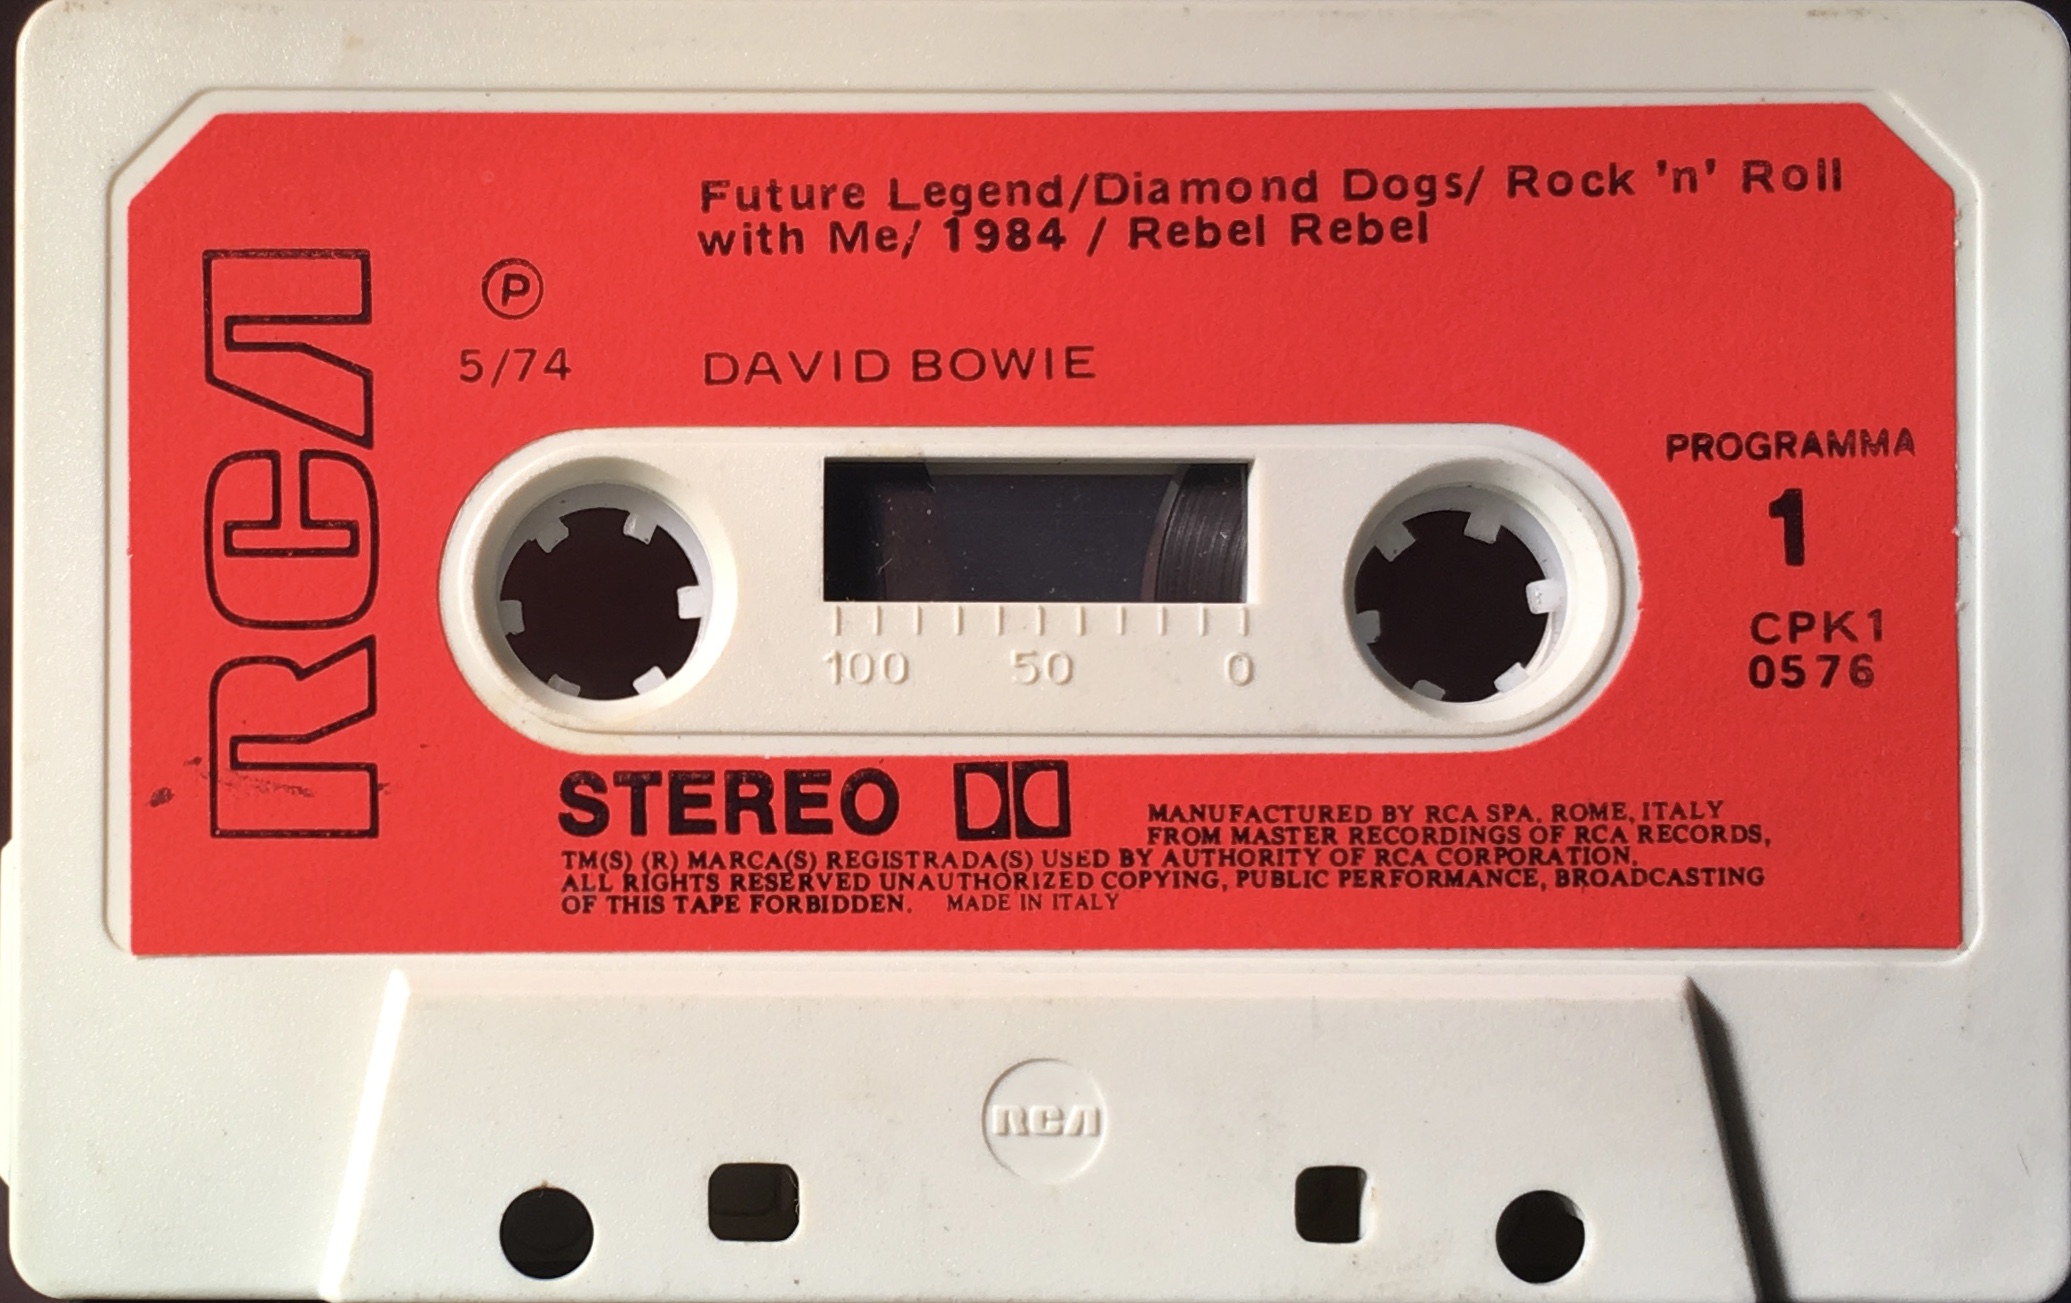 Future Legend/Diamond Dogs/ Rock 'n' Roll
with Me/ 1984 / Rebel Rebel
RCA
P
5/74
DAVID BOWIE
PROGRAMMA
1
CPK1
0576
100 50 0
STEREO
MANUFACTURED BY RCA SPA. ROME, ITALY
FROM MASTER RECORDINGS OF RCA RECORDS,
TM(S) (R) MARCA(S) REGISTRADA(S) USED BY AUTHORITY OF RCA CORPORATION.
ALL RIGHTS RESERVED UNAUTHORIZED COPYING, PUBLIC PERFORMANCE, BROADCASTING
OF THIS TAPE FORBIDDEN. MADE IN ITALY
RCA